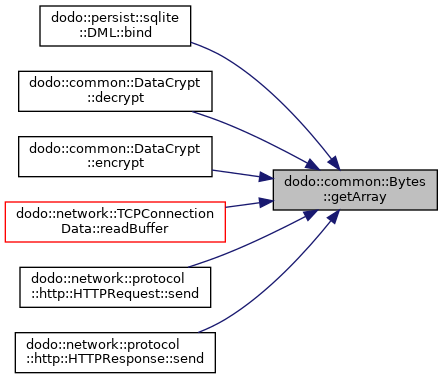 dodo::persist::sqlite
::DML::bind
dodo::common::DataCrypt
::decrypt
dodo::common::DataCrypt
::encrypt
dodo::common::Bytes
::getArray
dodo::network::TCPConnection
Data::readBuffer
dodo::network::protocol
::http::HTTPRequest::send
dodo::network::protocol
::http::HTTPResponse::send